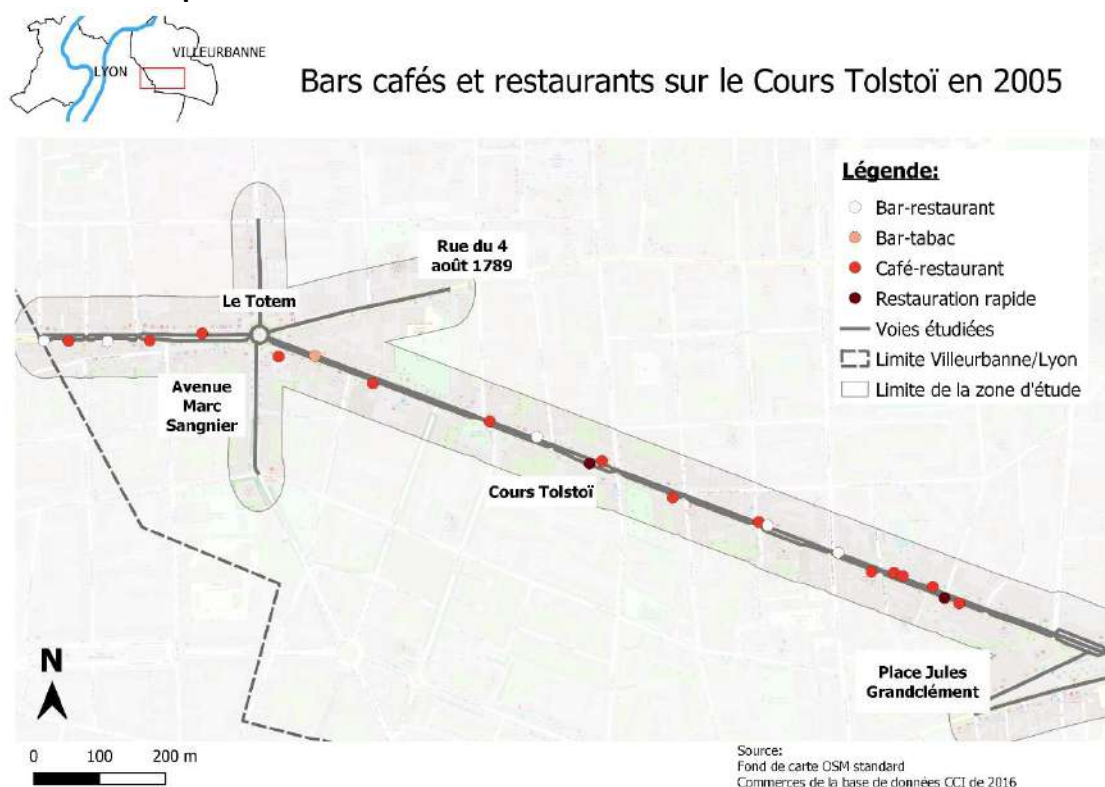 VILLEURBANNE
LYON
Bars cafés et restaurants sur le Cours Tolstoï en 2005
Légende:
Bar-restaurant
Bar-tabac
Café-restaurant
Restauration rapide
Voies étudiées
Limite Villeurbanne/Lyon
Limite de la zone d'étude
Rue du 4
août 1789
Le Totem
Avenue
Marc
Sangnier
Cours Tolstoï
Place Jules
Grandclément
N
0 100 200 m
Source:
Fond de carte OSM standard
Commerces de la base de données CCI de 2016